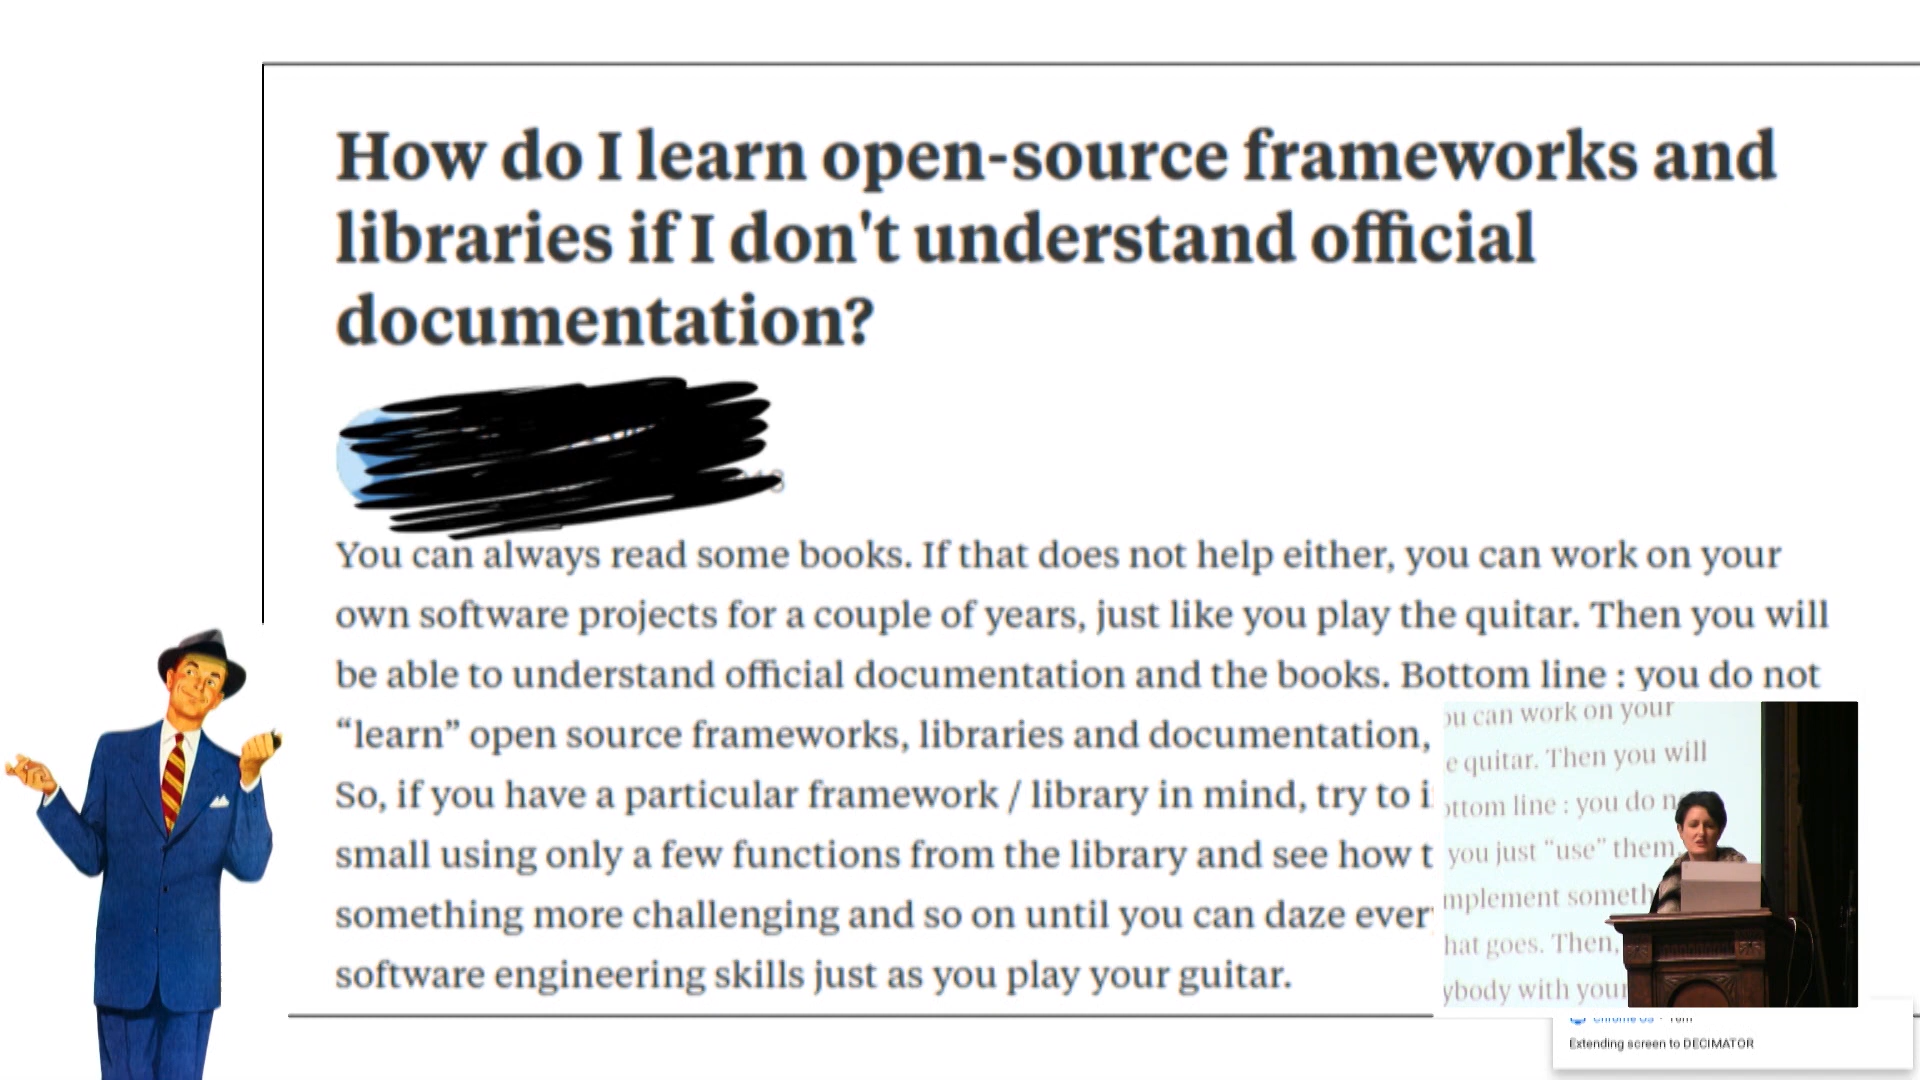 How do I learn open-source frameworks and
libraries if I don't understand official
documentation?
You can always read some books. If that does not help either, you can work on your
own software projects for a couple of years, just like you play the quitar. Then you will
be able to understand official documentation and the books. Bottom line : you do not
“learn” open source frameworks, libraries and documentation,
So, if you have a particular framework / library in mind, try to i
small using only a few functions from the library and see how t
something more challenging and so on until you can daze ever
software engineering skills just as you play your guitar.
ou can work on your
e quitar. Then you will
ottom line : you do n
you just “use” them,
mplement someth
hat goes. Then,
ybody with your
Chrome OS · 10m
Extending screen to DECIMATOR